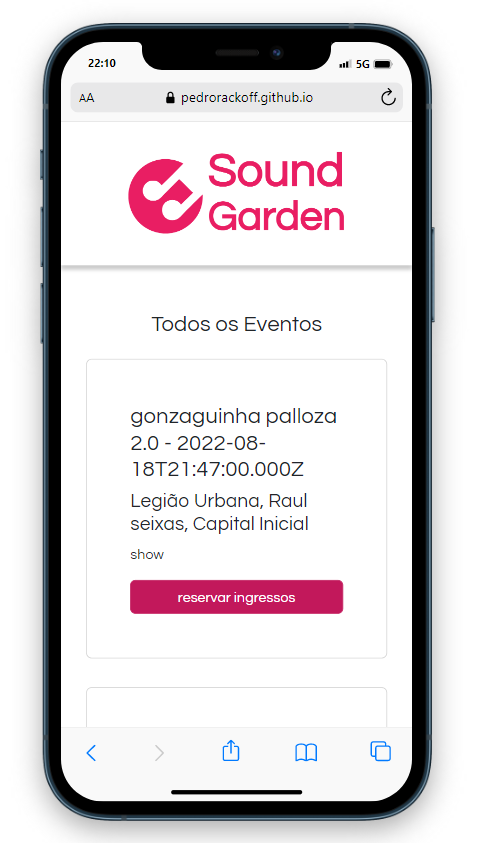 22:10
5G
AA
pedrorackoff.github.io
Sound
Garden
Todos os Eventos
gonzaguinha palloza
2.0 - 2022-08-
18T21:47:00.000Z
Legião Urbana, Raul
seixas, Capital Inicial
show
reservar ingressos